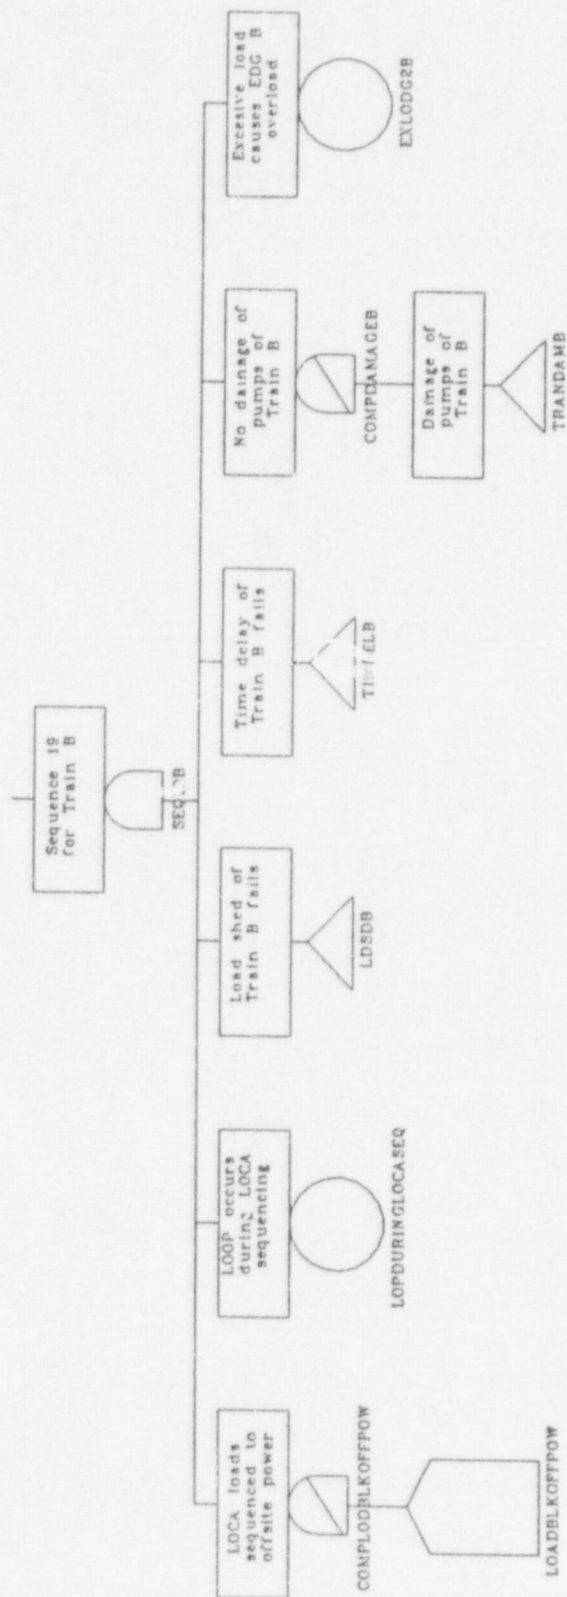 Sequence 19
for Train B
LOCA loads
sequenced to
offsite power
COMPLODBLKOFFPOW
LOADBLKOFFPOW
LOOP occurs
during LOCA
sequencing
LOPDURINGLOCASEQ
Load shed of
Train B fails
LDSDB
Time delay of
Train B fails
No damage of
pumps of
Train B
COMPDAMAGEB
Damage of
pumps of
Train B
TRANDAMB
Excesive load
causes EDG B
overload
EXLODG2B